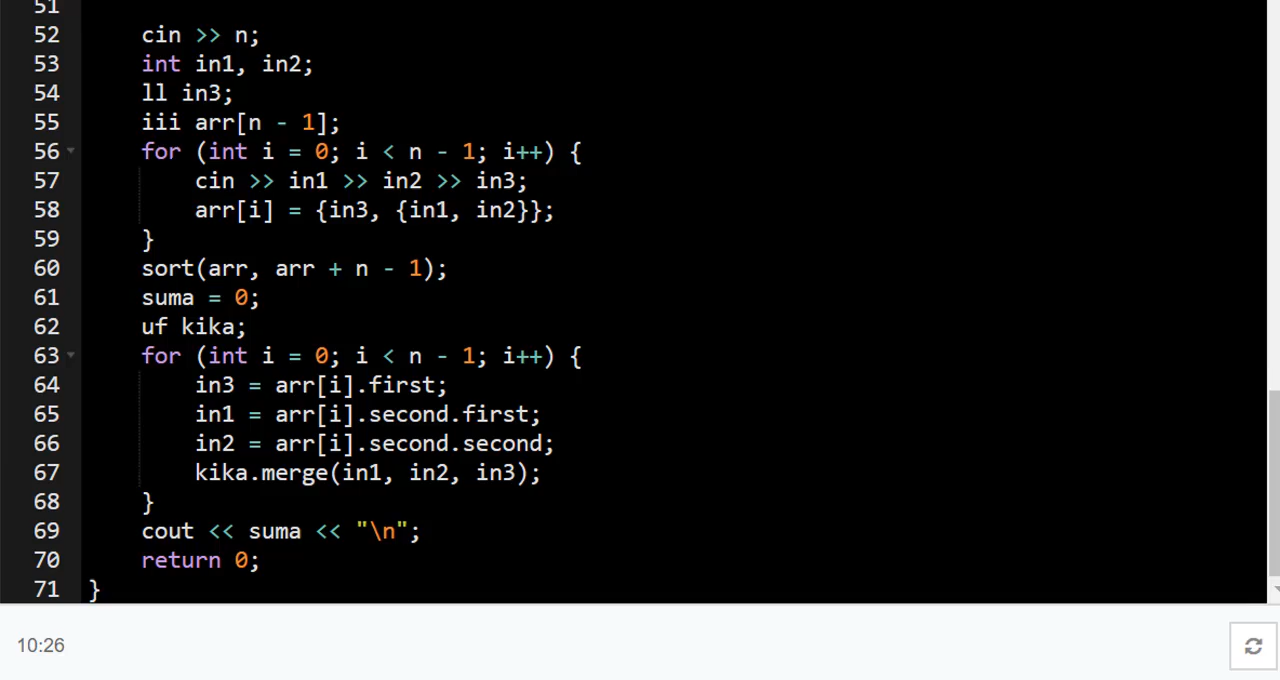 51
52 cin >> n;
53 int in1, in2;
54 ll in3;
55 iii arr[n - 1];
56 for (int i = 0; i < n - 1; i++) {
57 cin >> in1 >> in2 >> in3;
58 arr[i] = {in3, {in1, in2}};
59 }
60 sort(arr, arr + n - 1);
61 suma = 0;
62 uf kika;
63 for (int i = 0; i < n - 1; i++) {
64 in3 = arr[i].first;
65 in1 = arr[i].second.first;
66 in2 = arr[i].second.second;
67 kika.merge(in1, in2, in3);
68 }
69 cout << suma << "\n";
70 return 0;
71 }
10:26